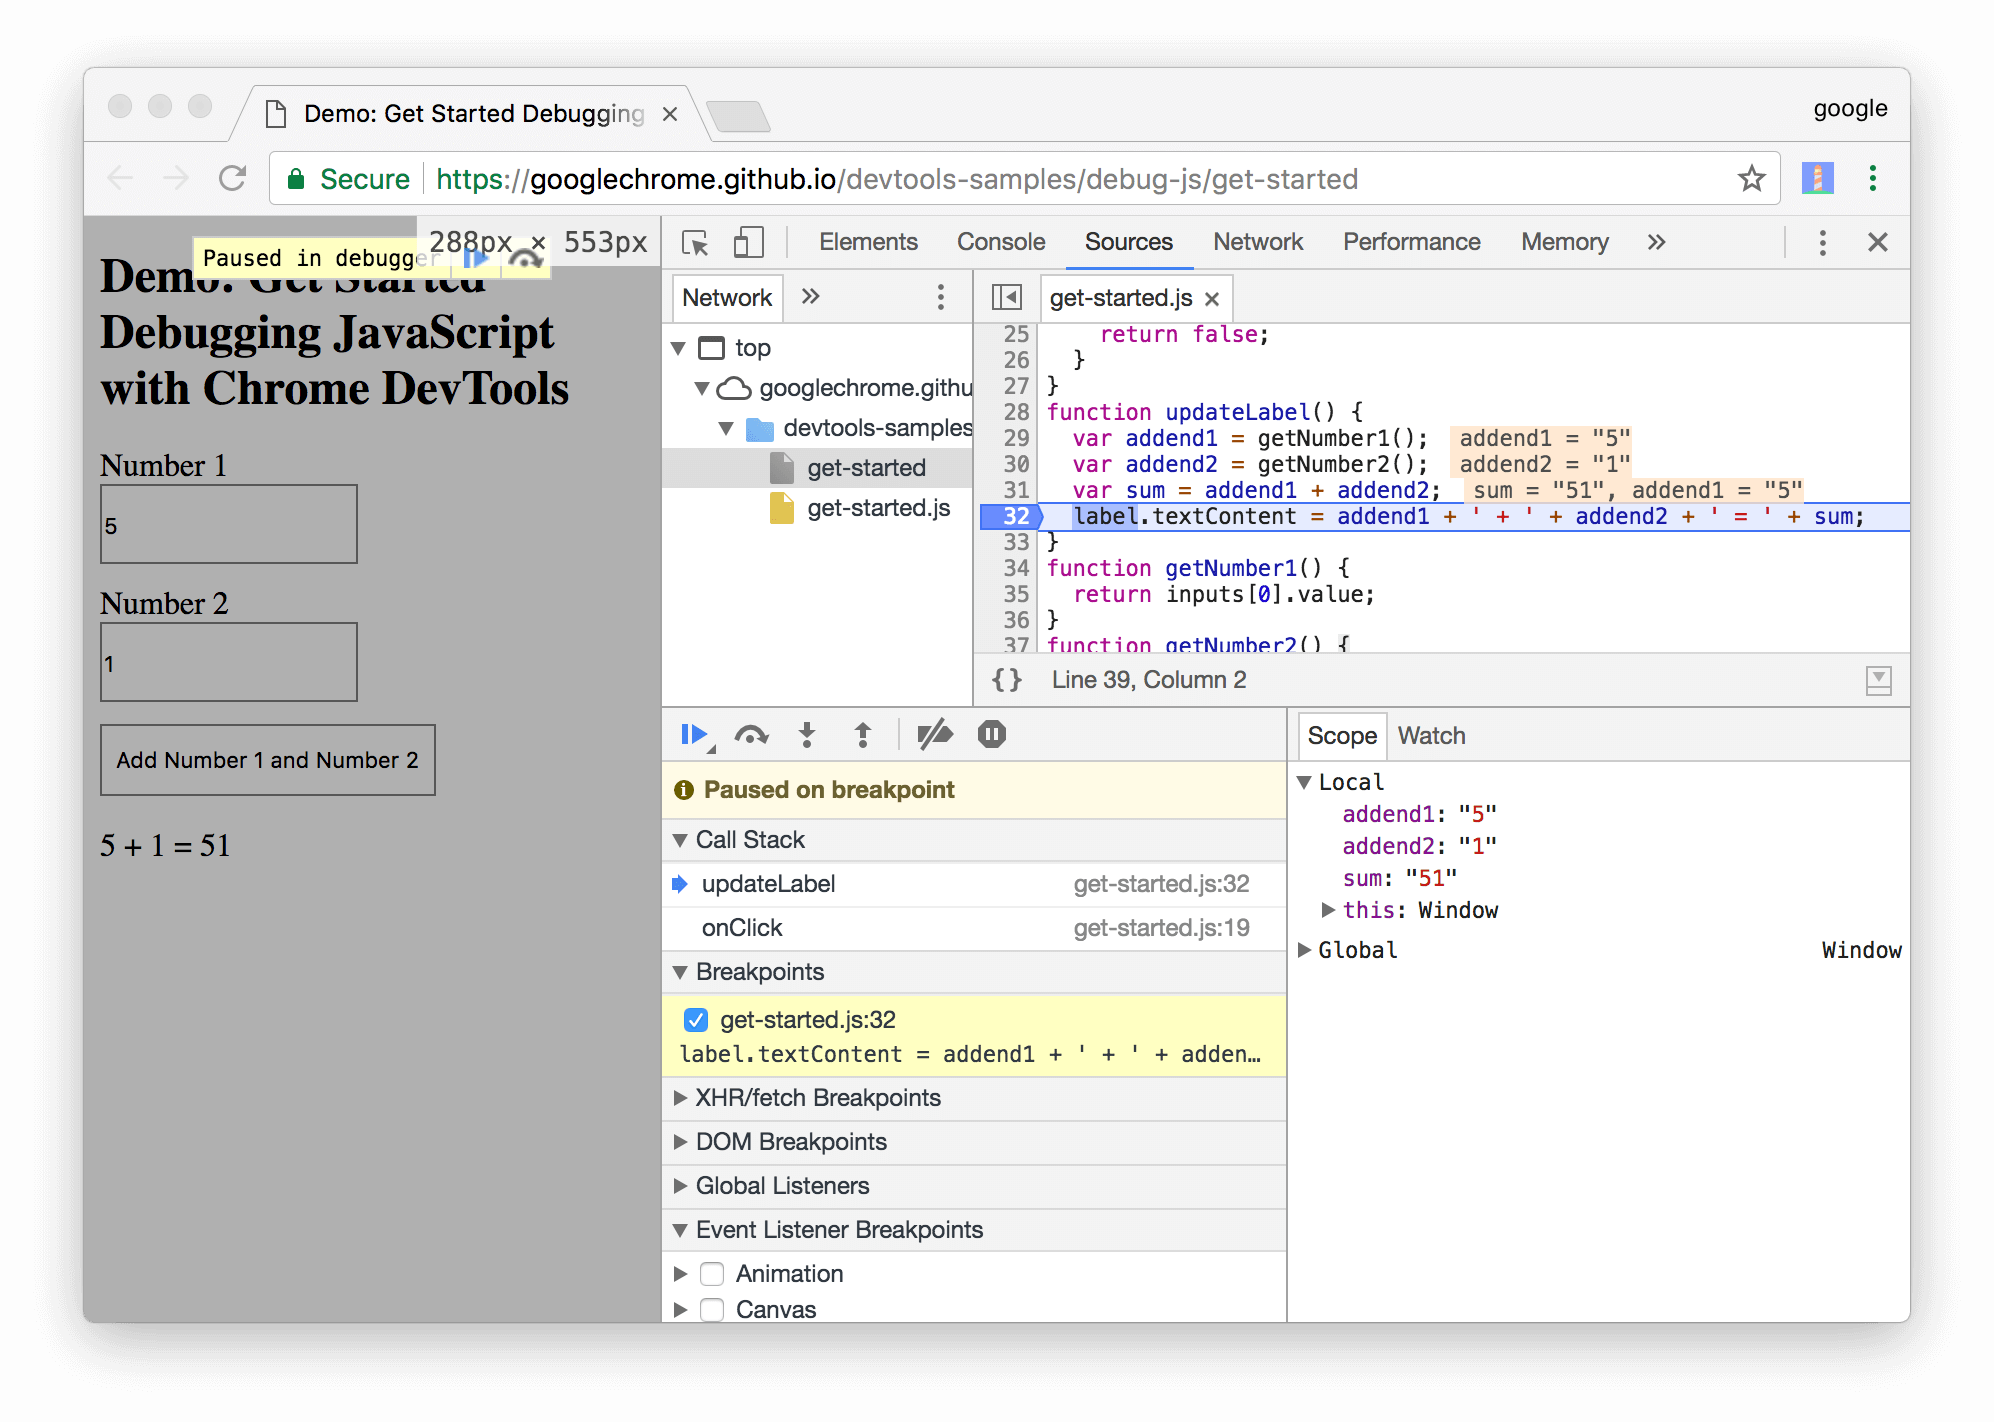 Demo: Get Started Debugging
google
Secure
https://googlechrome.github.io/devtools-samples/debug-js/get-started
Paused in debugger
288px × 553px
Demo: Get Started
Debugging JavaScript
with Chrome DevTools
Number 1
5
Number 2
1
Add Number 1 and Number 2
5 + 1 = 51
Elements Console Sources Network Performance Memory »
Network »
top
googlechrome.githu
devtools-samples
get-started
get-started.js
get-started.js ×
25 return false;
26 }
27 }
28 function updateLabel() {
29 var addend1 = getNumber1(); addend1 = "5"
30 var addend2 = getNumber2(); addend2 = "1"
31 var sum = addend1 + addend2; sum = "51", addend1 = "5"
32 label.textContent = addend1 + ' + ' + addend2 + ' = ' + sum;
33 }
34 function getNumber1() {
35 return inputs[0].value;
36 }
37 function getNumber2() {
{} Line 39, Column 2
Paused on breakpoint
Call Stack
updateLabel get-started.js:32
onClick get-started.js:19
Breakpoints
get-started.js:32
label.textContent = addend1 + ' + ' + adden…
XHR/fetch Breakpoints
DOM Breakpoints
Global Listeners
Event Listener Breakpoints
Animation
Canvas
Scope Watch
Local
addend1: "5"
addend2: "1"
sum: "51"
this: Window
Global Window